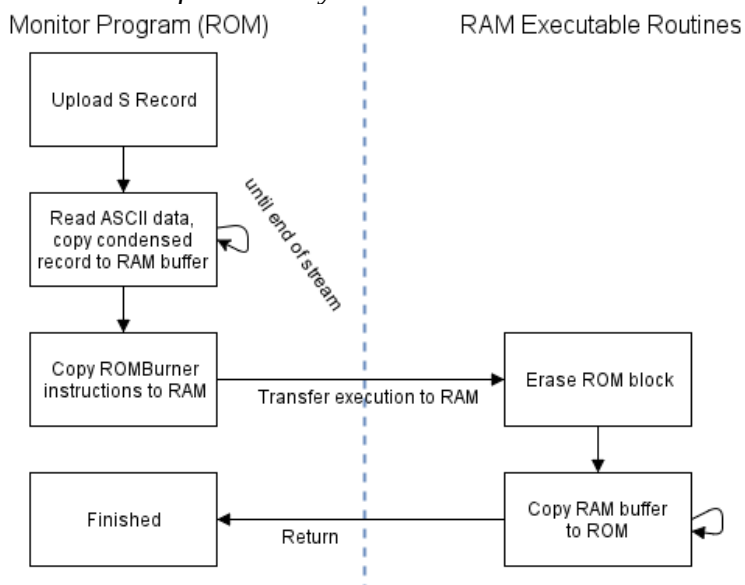 Monitor Program (ROM)
RAM Executable Routines
Upload S Record
Read ASCII data,
copy condensed
record to RAM buffer
until end of stream
Copy ROMBurner
instructions to RAM
Transfer execution to RAM
Erase ROM block
Finished
Return
Copy RAM buffer
to ROM